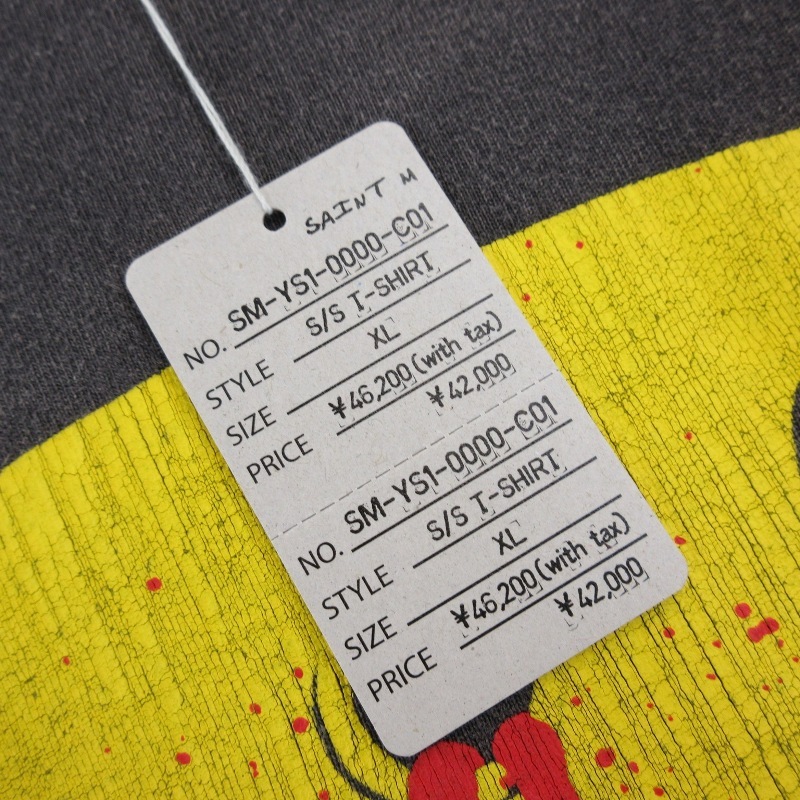 SAINT M
NO. SM-YS1-0000-C01
STYLE S/S T-SHIRT
SIZE XL
¥46,200(with tax)
PRICE ¥42,000
NO. SM-YS1-0000-C01
STYLE S/S T-SHIRT
SIZE XL
¥46,200(with tax)
PRICE ¥42,000